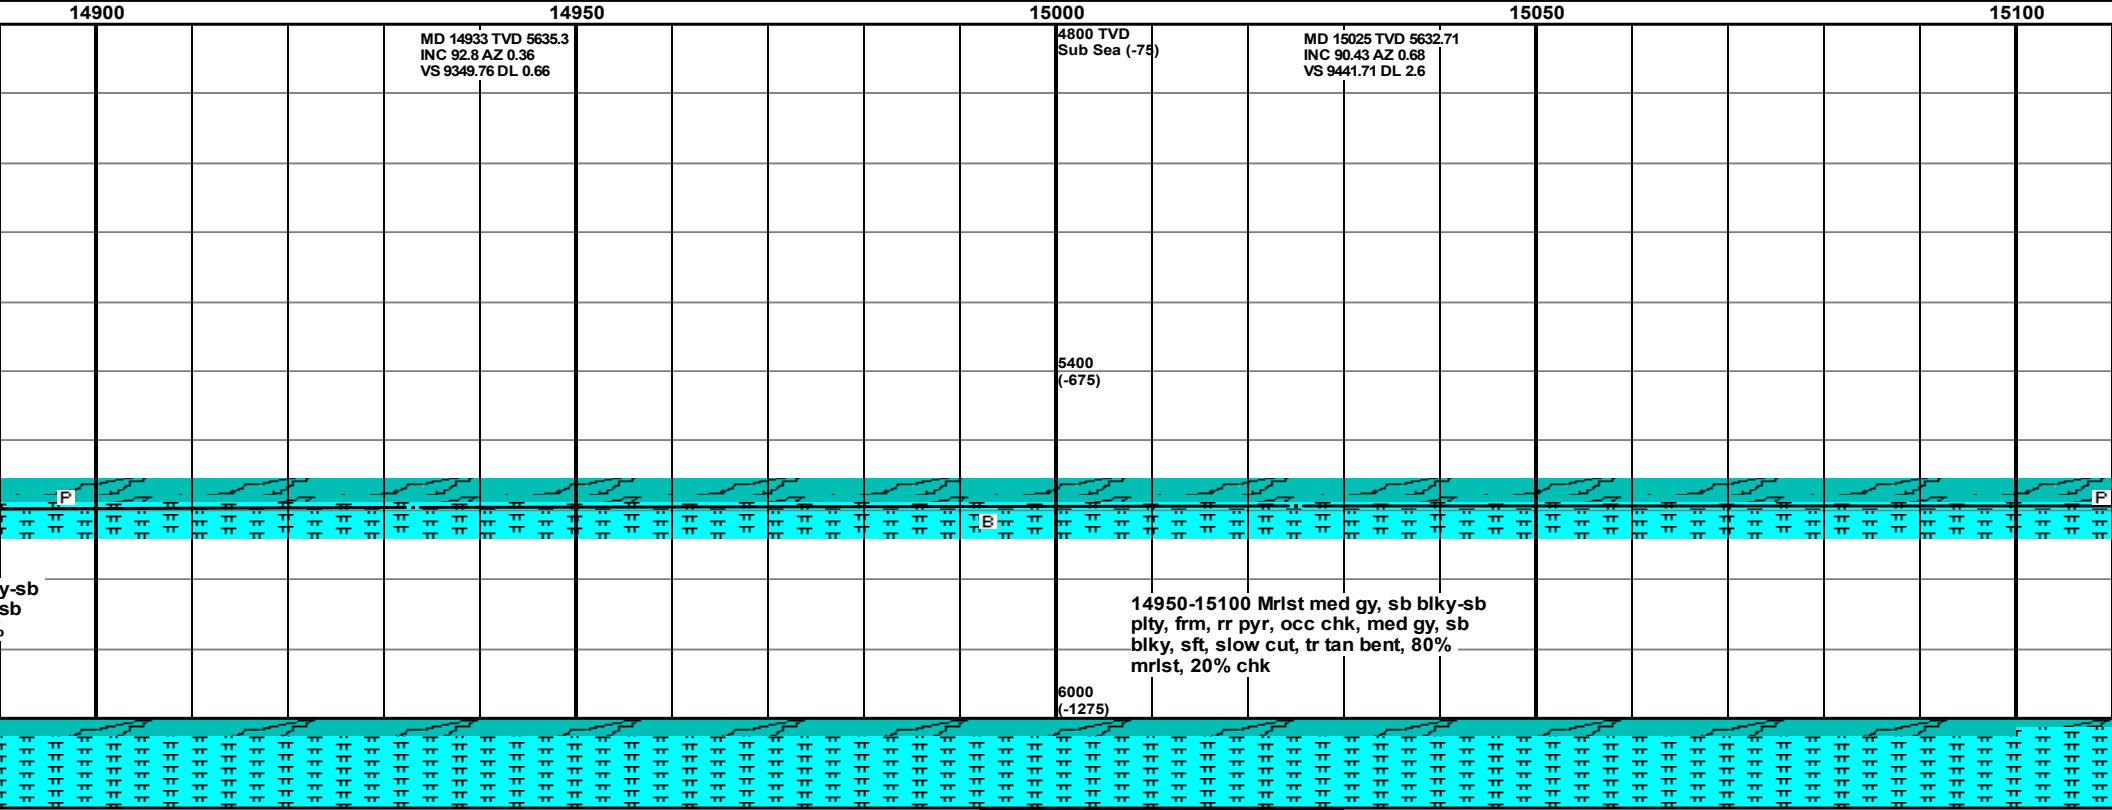 14900 14950 15000 15050 15100
MD 14933 TVD 5635.3
INC 92.8 AZ 0.36
VS 9349.76 DL 0.66
4800 TVD
Sub Sea (-75)
MD 15025 TVD 5632.71
INC 90.43 AZ 0.68
VS 9441.71 DL 2.6
5400
(-675)
P
P
B
y-sb
sb
14950-15100 Mrlst med gy, sb blky-sb
plty, frm, rr pyr, occ chk, med gy, sb
blky, sft, slow cut, tr tan bent, 80%
mrlst, 20% chk
6000
(-1275)